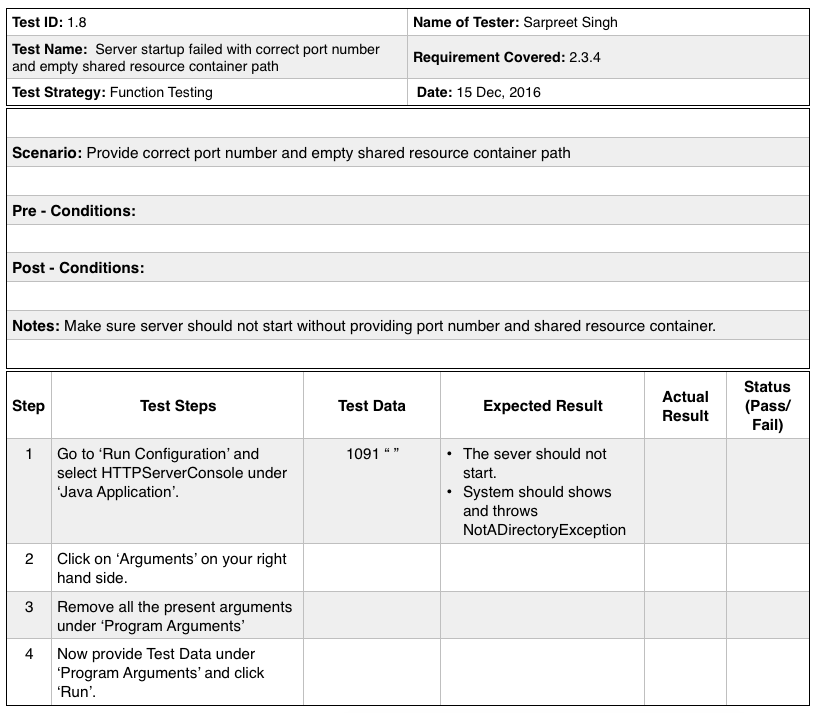 Test ID: 1.8
Name of Tester: Sarpreet Singh
Test Name:  Server startup failed with correct port number
and empty shared resource container path
Requirement Covered: 2.3.4
Test Strategy: Function Testing
Date: 15 Dec, 2016
Scenario: Provide correct port number and empty shared resource container path
Pre - Conditions:
Post - Conditions:
Notes: Make sure server should not start without providing port number and shared resource container.
Step
Test Steps
Test Data
Expected Result
Actual
Result
Status
(Pass/
Fail)
1
Go to ‘Run Configuration’ and
select HTTPServerConsole under
‘Java Application’.
1091 “ ”
• The sever should not
start.
• System should shows
and throws
NotADirectoryException
2
Click on ‘Arguments’ on your right
hand side.
3
Remove all the present arguments
under ‘Program Arguments’
4
Now provide Test Data under
‘Program Arguments’ and click
‘Run’.